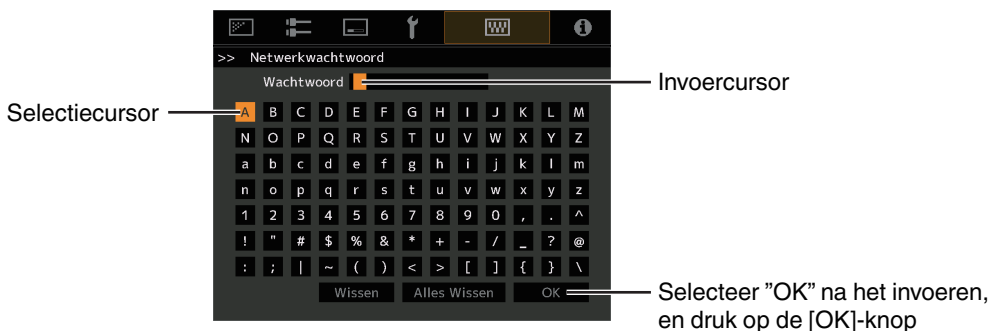 >> Netwerkwachtwoord
Wachtwoord
Invoercursor
Selectiecursor
A B C D E F G H I J K L M
N O P Q R S T U V W X Y Z
a b c d e f g h i j k l m
n o p q r s t u v w x y z
1 2 3 4 5 6 7 8 9 0 , . ^
! " # $ % & * + - / _ ? @
: ; | ~ ( ) < > [ ] { } \
Wissen Alles Wissen OK
Selecteer ”OK” na het invoeren,
en druk op de [OK]-knop